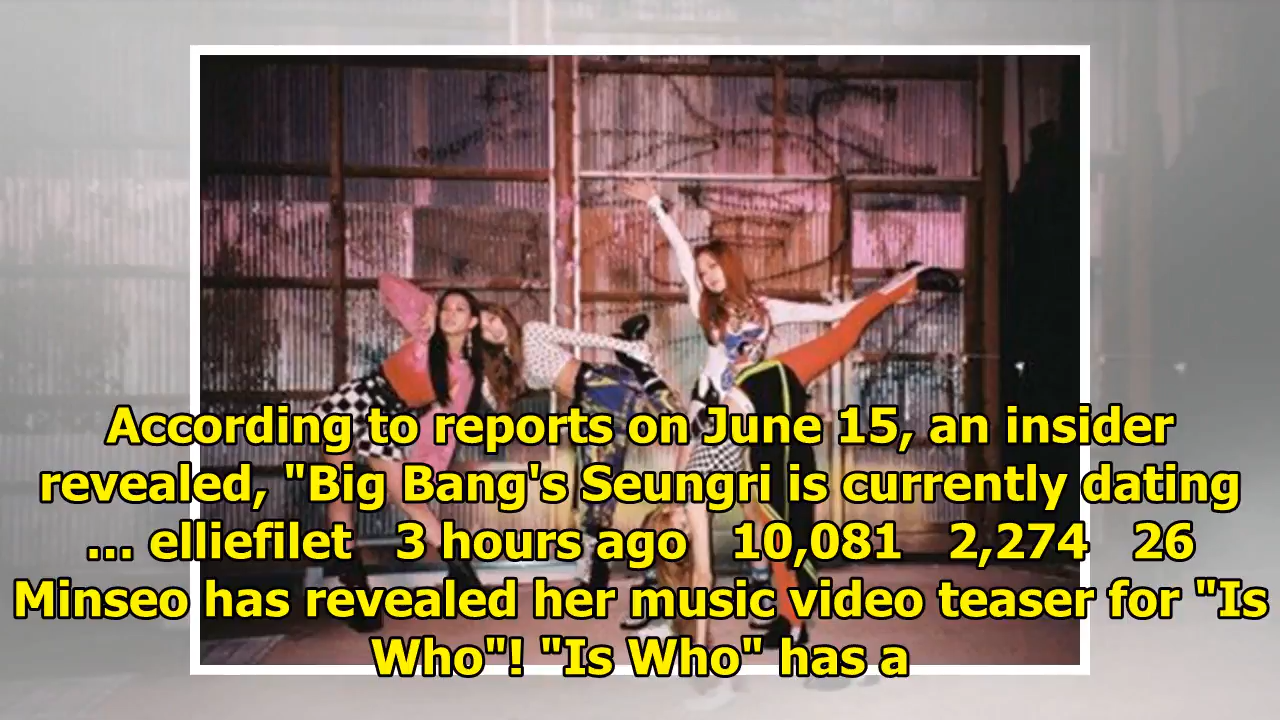 According to reports on June 15, an insider
revealed, "Big Bang's Seungri is currently dating
... elliefilet 3 hours ago 10,081 2,274 26
Minseo has revealed her music video teaser for "Is
Who"! "Is Who" has a